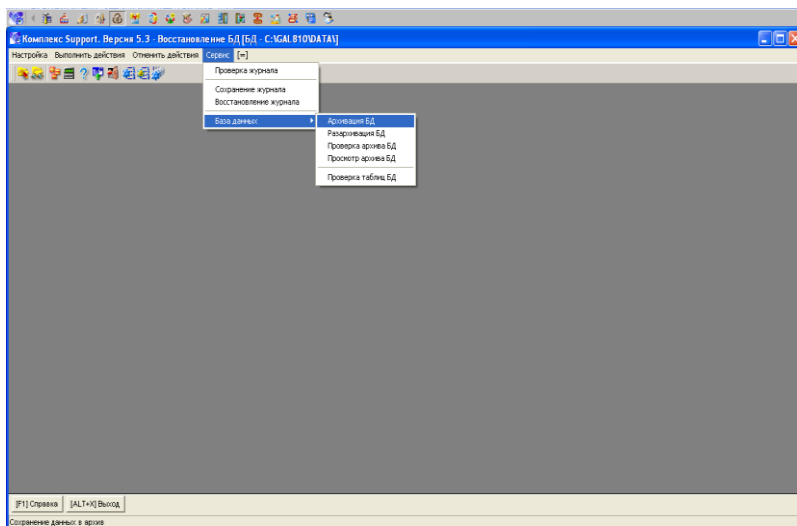 Комплекс Support. Версия 5.3 - Восстановление БД [БД - C:\GAL810\DATA\]
Настройка Выполнить действия Отменить действия Сервис [=]
Проверка журнала
Сохранение журнала
Восстановление журнала
База данных
Архивация БД
Разархивация БД
Проверка архива БД
Просмотр архива БД
Проверка таблиц БД
[F1] Справка [ALT+X] Выход
Сохранение данных в архив